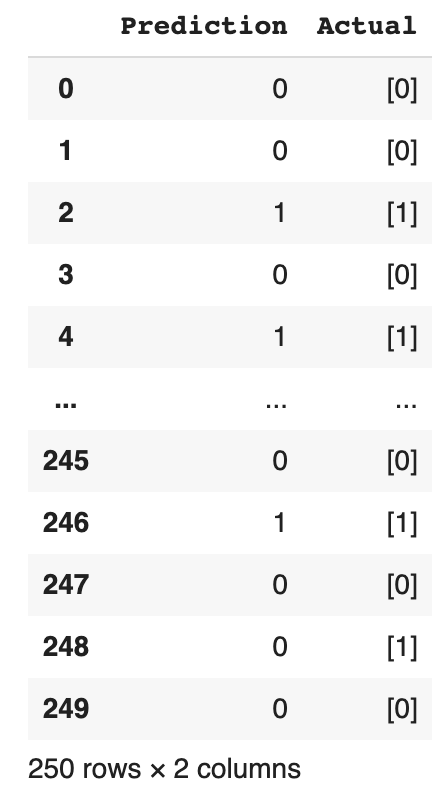 Prediction Actual
0 0 [0]
1 0 [0]
2 1 [1]
3 0 [0]
4 1 [1]
... ... ...
245 0 [0]
246 1 [1]
247 0 [0]
248 0 [1]
249 0 [0]
250 rows × 2 columns